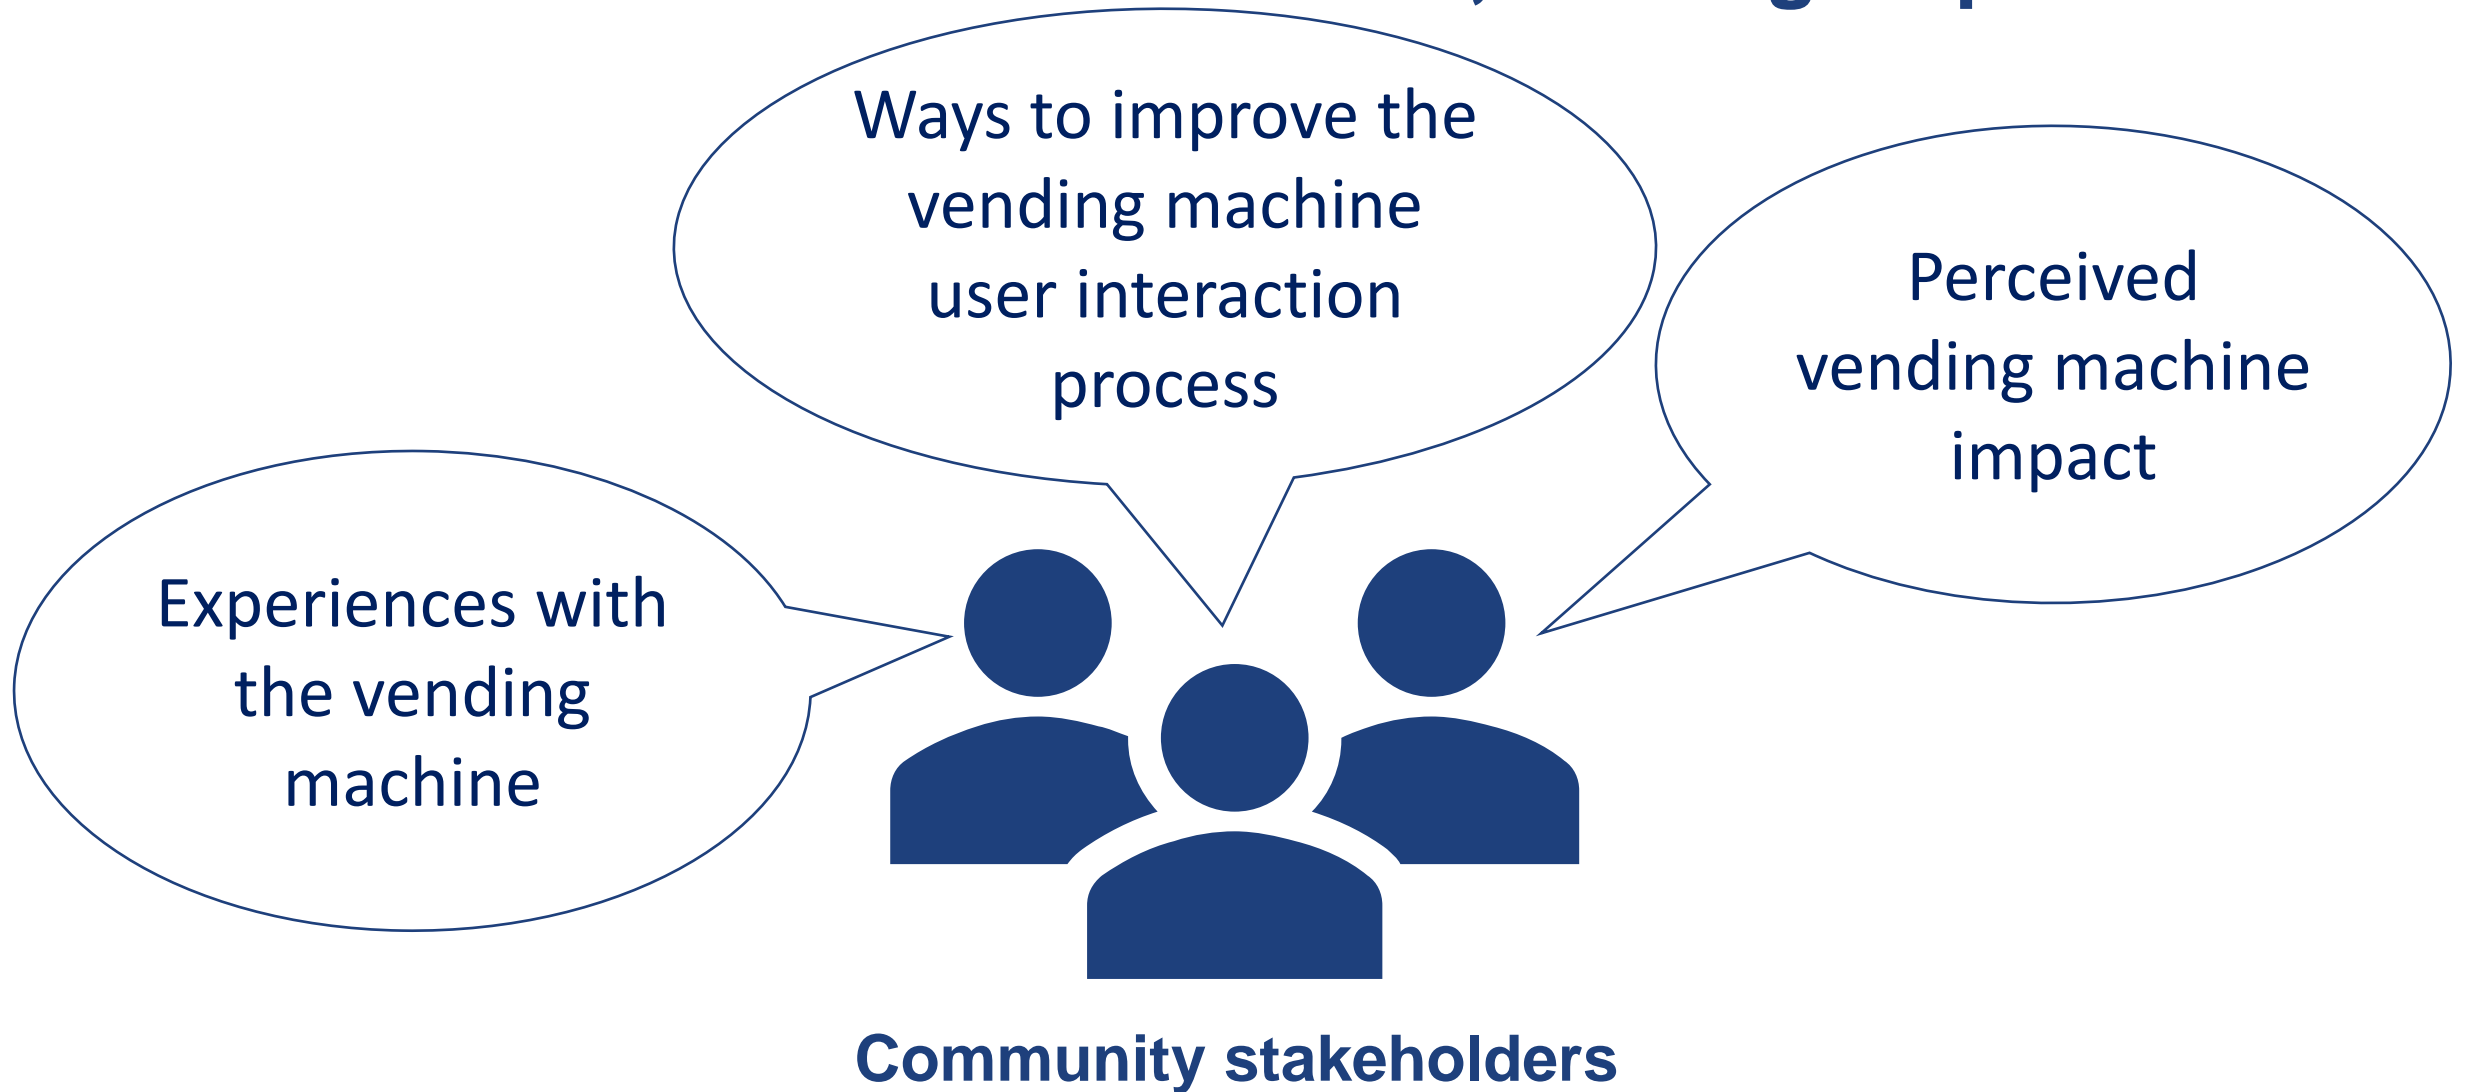 Ways to improve the
vending machine
user interaction
process
Perceived
vending machine
impact
Experiences with
the vending
machine
Community stakeholders